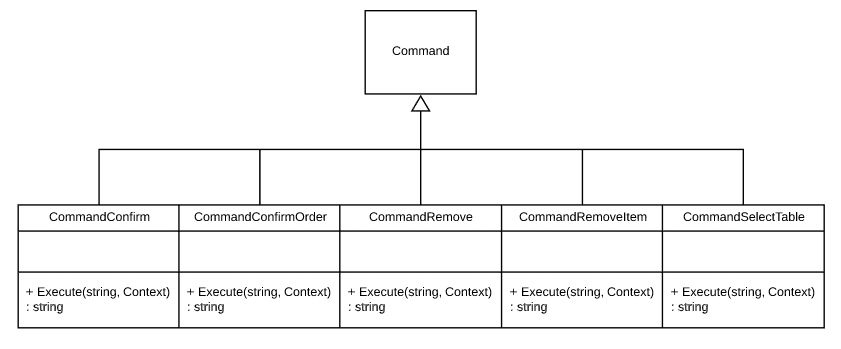 Command
CommandConfirm
CommandConfirmOrder
CommandRemove
CommandRemoveItem
CommandSelectTable
+ Execute(string, Context)
: string
+ Execute(string, Context)
: string
+ Execute(string, Context)
: string
+ Execute(string, Context)
: string
+ Execute(string, Context)
: string